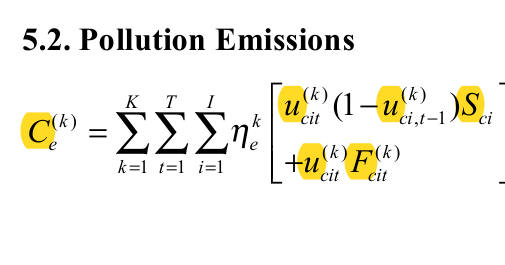 5.2. Pollution Emissions
C_e^{(k)} = \sum_{k=1}^{K} \sum_{t=1}^{T} \sum_{i=1}^{I} \eta_e^k [ u_{cit}^{(k)} (1 - u_{ci,t-1}^{(k)}) S_{ci}
+ u_{cit}^{(k)} F_{cit}^{(k)} ]